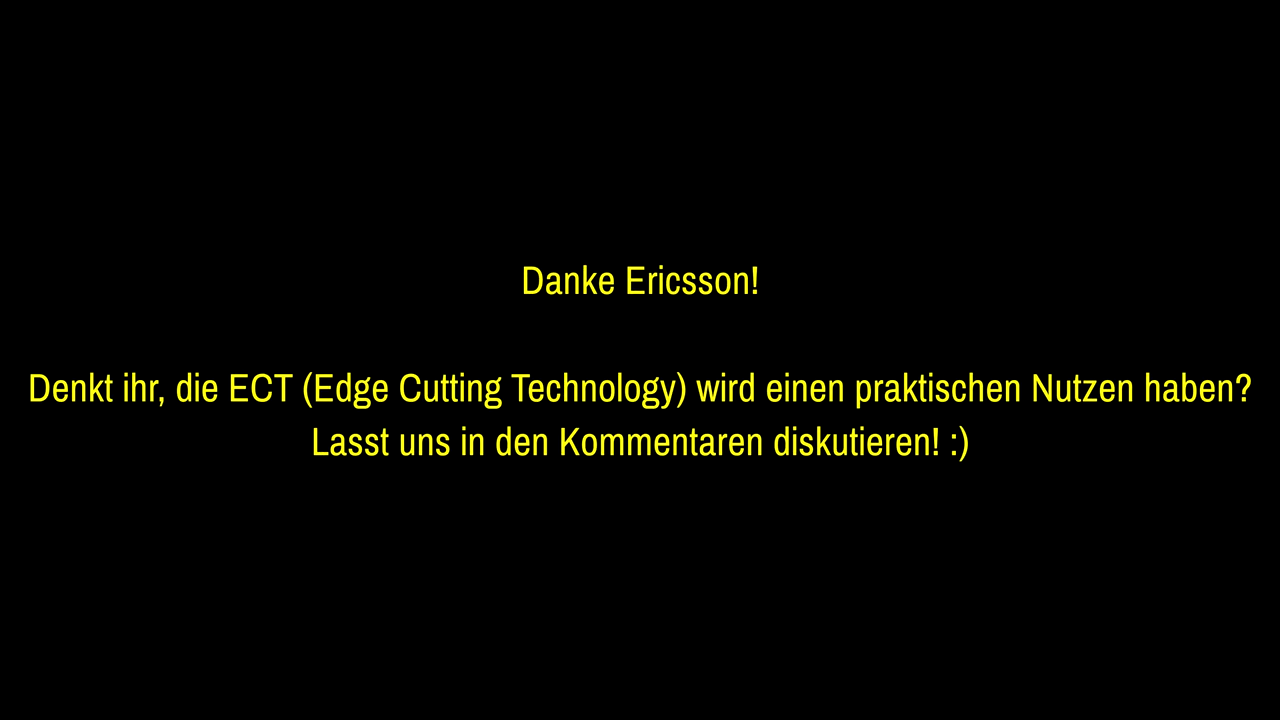 Danke Ericsson!
Denkt ihr, die ECT (Edge Cutting Technology) wird einen praktischen Nutzen haben?
Lasst uns in den Kommentaren diskutieren! :)